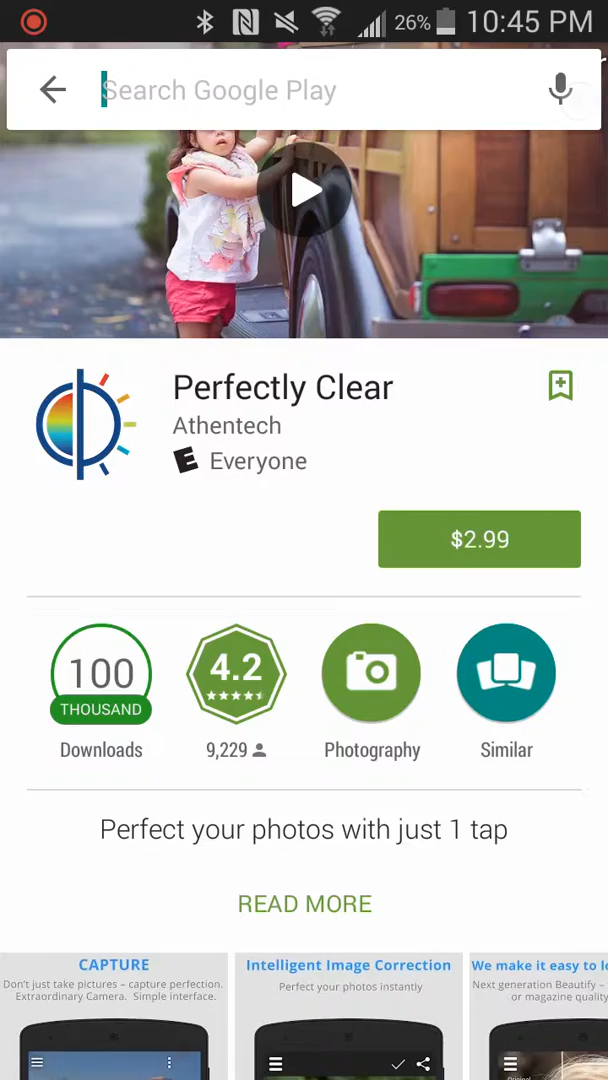 26% 10:45 PM
Search Google Play
Perfectly Clear
Athentech
E Everyone
$2.99
100
THOUSAND
4.2
Downloads
9,229
Photography
Similar
Perfect your photos with just 1 tap
READ MORE
CAPTURE
Don't just take pictures – capture perfection.
Extraordinary Camera. Simple interface.
Intelligent Image Correction
Perfect your photos instantly
We make it easy to
Next generation Beautify –
or magazine quality
Original